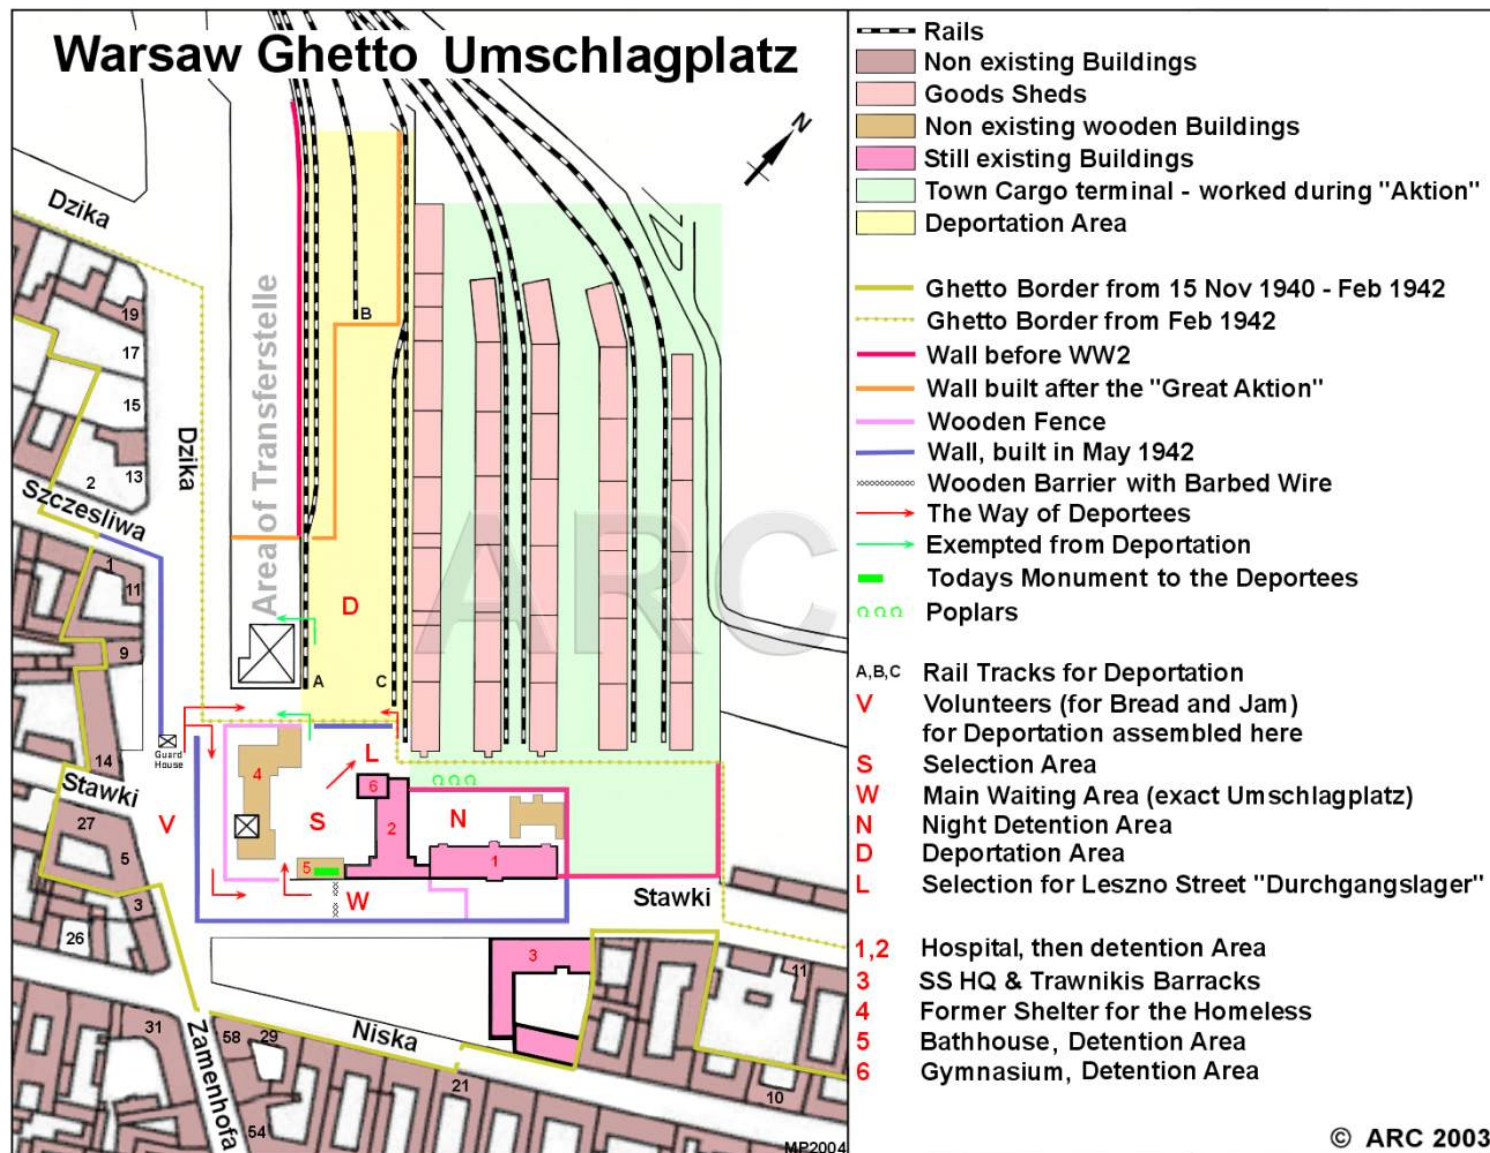 Warsaw Ghetto Umschlagplatz
N
Dzika
19
17
15
13
2
Dzika
Szczesliwa
Area of Transferstelle
B
ARC
1
11
9
D
A
C
14
Guard
House
Stawki
27
5
3
26
V
4
L
6
S
2
N
5
1
W
Stawki
3
11
31
Zamenhofa
58
29
Niska
21
10
54
MP2004
Rails
Non existing Buildings
Goods Sheds
Non existing wooden Buildings
Still existing Buildings
Town Cargo terminal - worked during "Aktion"
Deportation Area
Ghetto Border from 15 Nov 1940 - Feb 1942
Ghetto Border from Feb 1942
Wall before WW2
Wall built after the "Great Aktion"
Wooden Fence
Wall, built in May 1942
Wooden Barrier with Barbed Wire
The Way of Deportees
Exempted from Deportation
Todays Monument to the Deportees
Poplars
A,B,C Rail Tracks for Deportation
V Volunteers (for Bread and Jam)
for Deportation assembled here
S Selection Area
W Main Waiting Area (exact Umschlagplatz)
N Night Detention Area
D Deportation Area
L Selection for Leszno Street "Durchgangslager"
1,2 Hospital, then detention Area
3 SS HQ & Trawnikis Barracks
4 Former Shelter for the Homeless
5 Bathhouse, Detention Area
6 Gymnasium, Detention Area
© ARC 2003